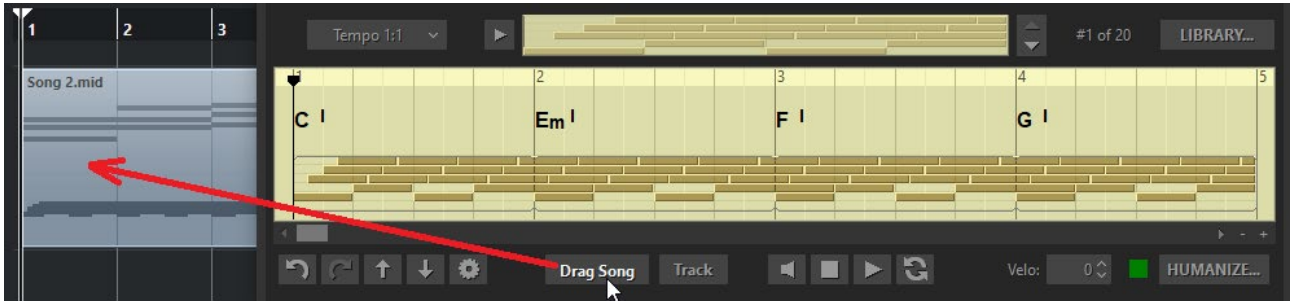 1 2 3
Song 2.mid
Tempo 1:1
#1 of 20
LIBRARY...
1 2 3 4 5
C I Em I F I G I
Drag Song
Track
Velo:
0
HUMANIZE...